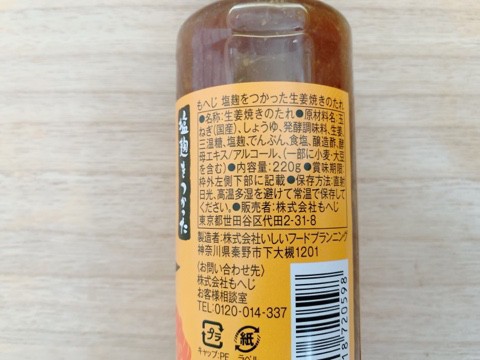 もへじ 塩麹をつかった生姜焼きのたれ
●名称:生姜焼きのたれ●原材料名:玉
ねぎ(国産)、しょうゆ、発酵調味料、生姜、
三温糖、塩麹、でんぷん、食塩、醸造酢、酵
母エキス/アルコール、(一部に小麦・大豆
を含む)●内容量:220g●賞味期限:
枠外左側下部に記載●保存方法:直射
日光、高温多湿を避けて常温で保存して
ください。●販売者:株式会社もへじ
東京都世田谷区代田2-31-8
製造者:株式会社いしいフードプランニング
神奈川県秦野市下大槻1201
〈お問い合わせ先〉
株式会社もへじ
お客様相談室
TEL:0120-014-337
プラ
紙
キャップ:PE
ラベル
塩麹をつかった
8720598